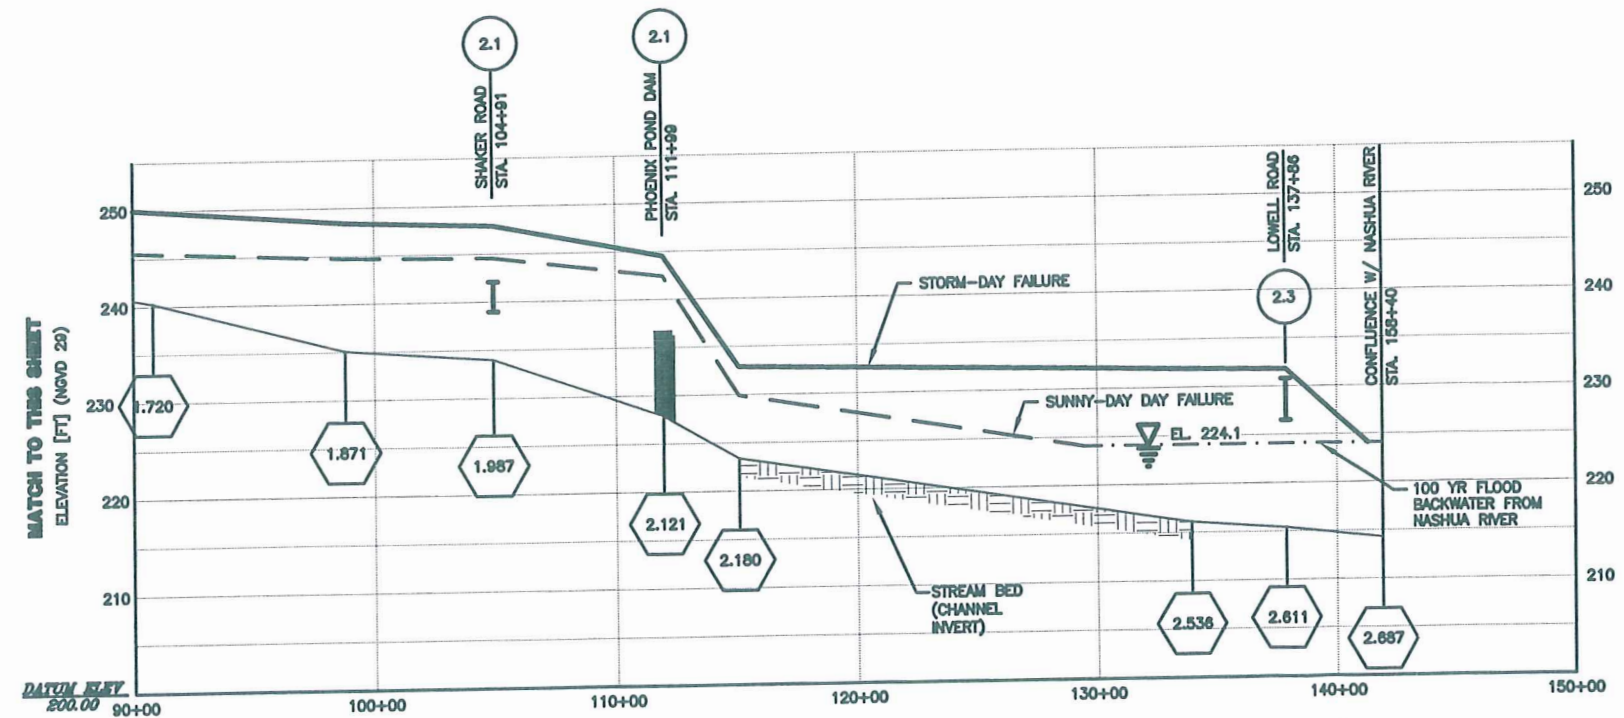 2.1
2.1
SHAKER ROAD
STA. 104+91
PHOENIX POND DAM
STA. 111+99
LOWELL ROAD
STA. 137+86
2.3
CONFLUENCE W/ NASHUA RIVER
STA. 158+40
MATCH TO THIS SHEET
ELEVATION [FT] (NGVD 29)
250
240
230
220
210
DATUM ELEV
200.00
250
240
230
220
210
STORM-DAY FAILURE
SUNNY-DAY DAY FAILURE
EL. 224.1
100 YR FLOOD
BACKWATER FROM
NASHUA RIVER
STREAM BED
(CHANNEL
INVERT)
1.720
1.871
1.987
2.121
2.180
2.536
2.611
2.687
90+00
100+00
110+00
120+00
130+00
140+00
150+00